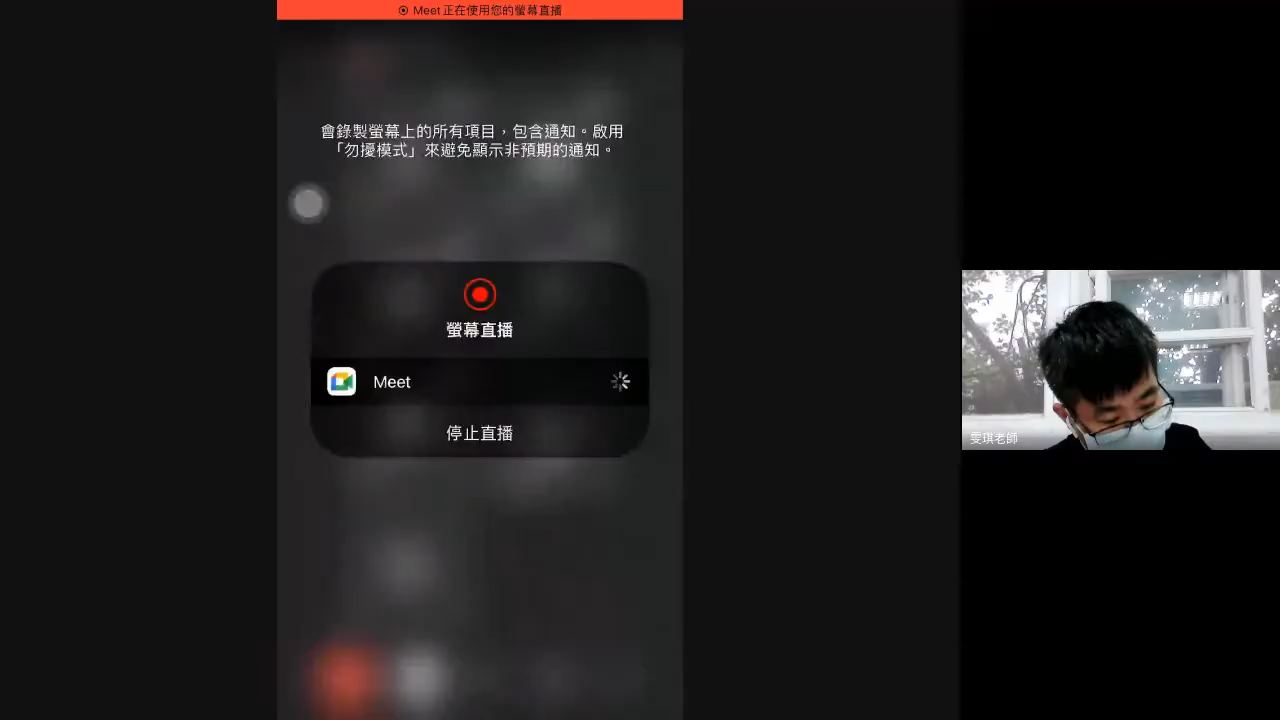 Meet 正在使用您的螢幕直播
會錄製螢幕上的所有項目，包含通知。啟用
「勿擾模式」來避免顯示非預期的通知。
螢幕直播
Meet
停止直播
雯琪老師